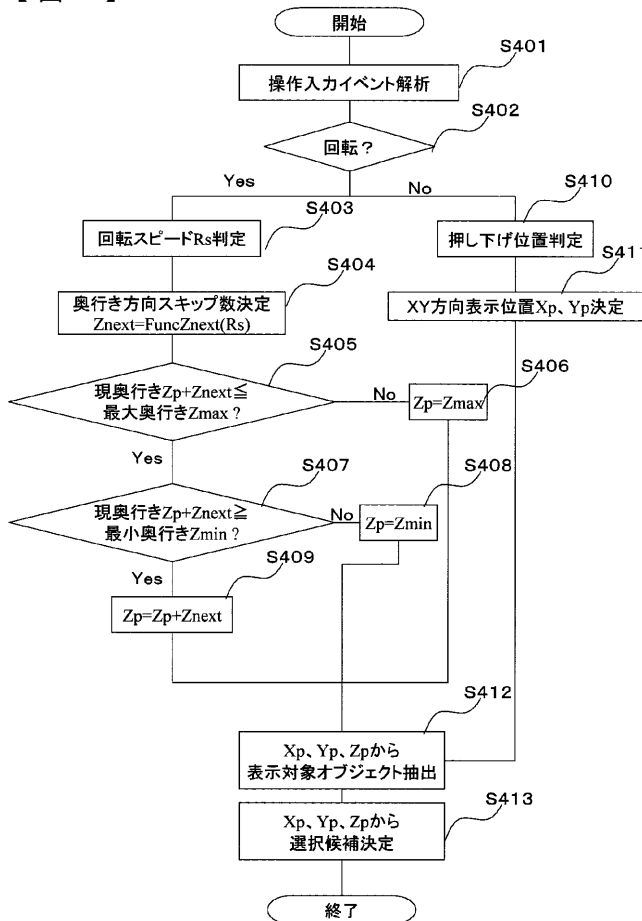 開始
S401
操作入力イベント解析
S402
回転？
Yes
No
S403
回転スピードRs判定
S410
押し下げ位置判定
S404
奥行き方向スキップ数決定
Znext=FuncZnext(Rs)
S411
XY方向表示位置Xp、Yp決定
S405
現奥行きZp+Znext≦
最大奥行きZmax？
No
S406
Zp=Zmax
Yes
S407
現奥行きZp+Znext≧
最小奥行きZmin？
No
S408
Zp=Zmin
Yes
S409
Zp=Zp+Znext
S412
Xp、Yp、Zpから
表示対象オブジェクト抽出
S413
Xp、Yp、Zpから
選択候補決定
終了